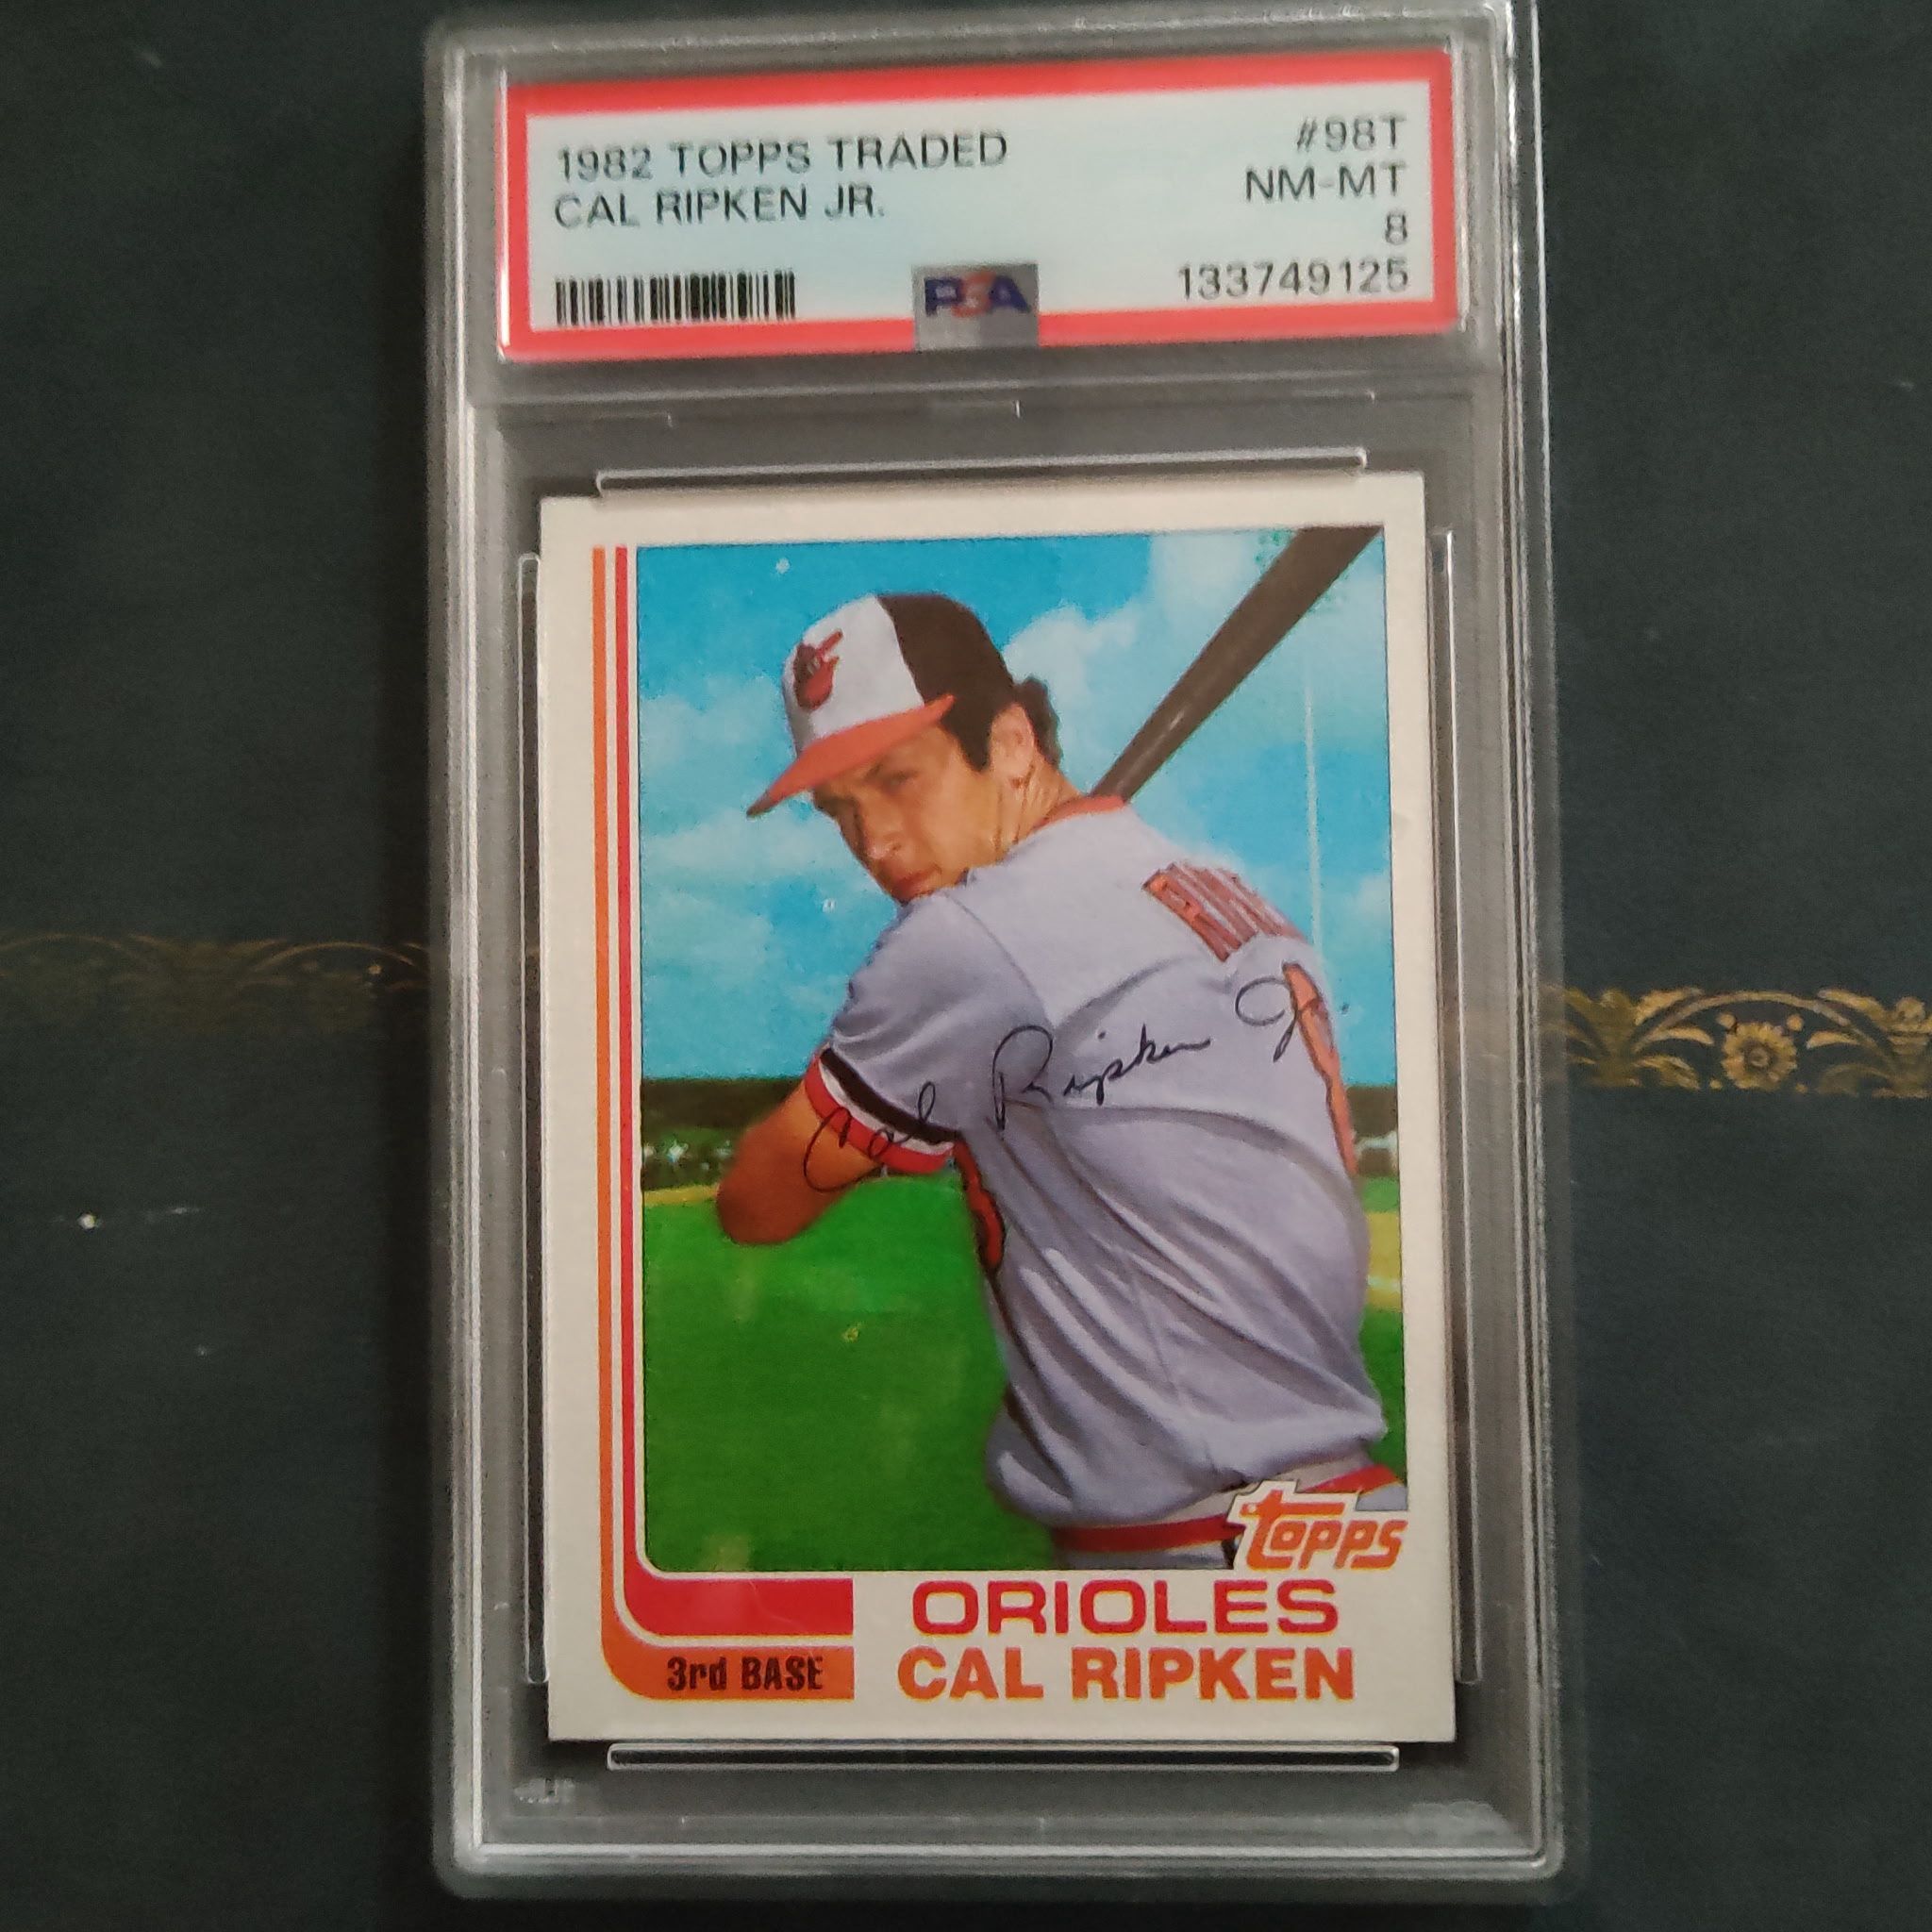 1982 TOPPS TRADED #98T
CAL RIPKEN JR. NM-MT
8
PSA 133749125
Cal Ripken Jr.
topps
ORIOLES
3rd BASE CAL RIPKEN